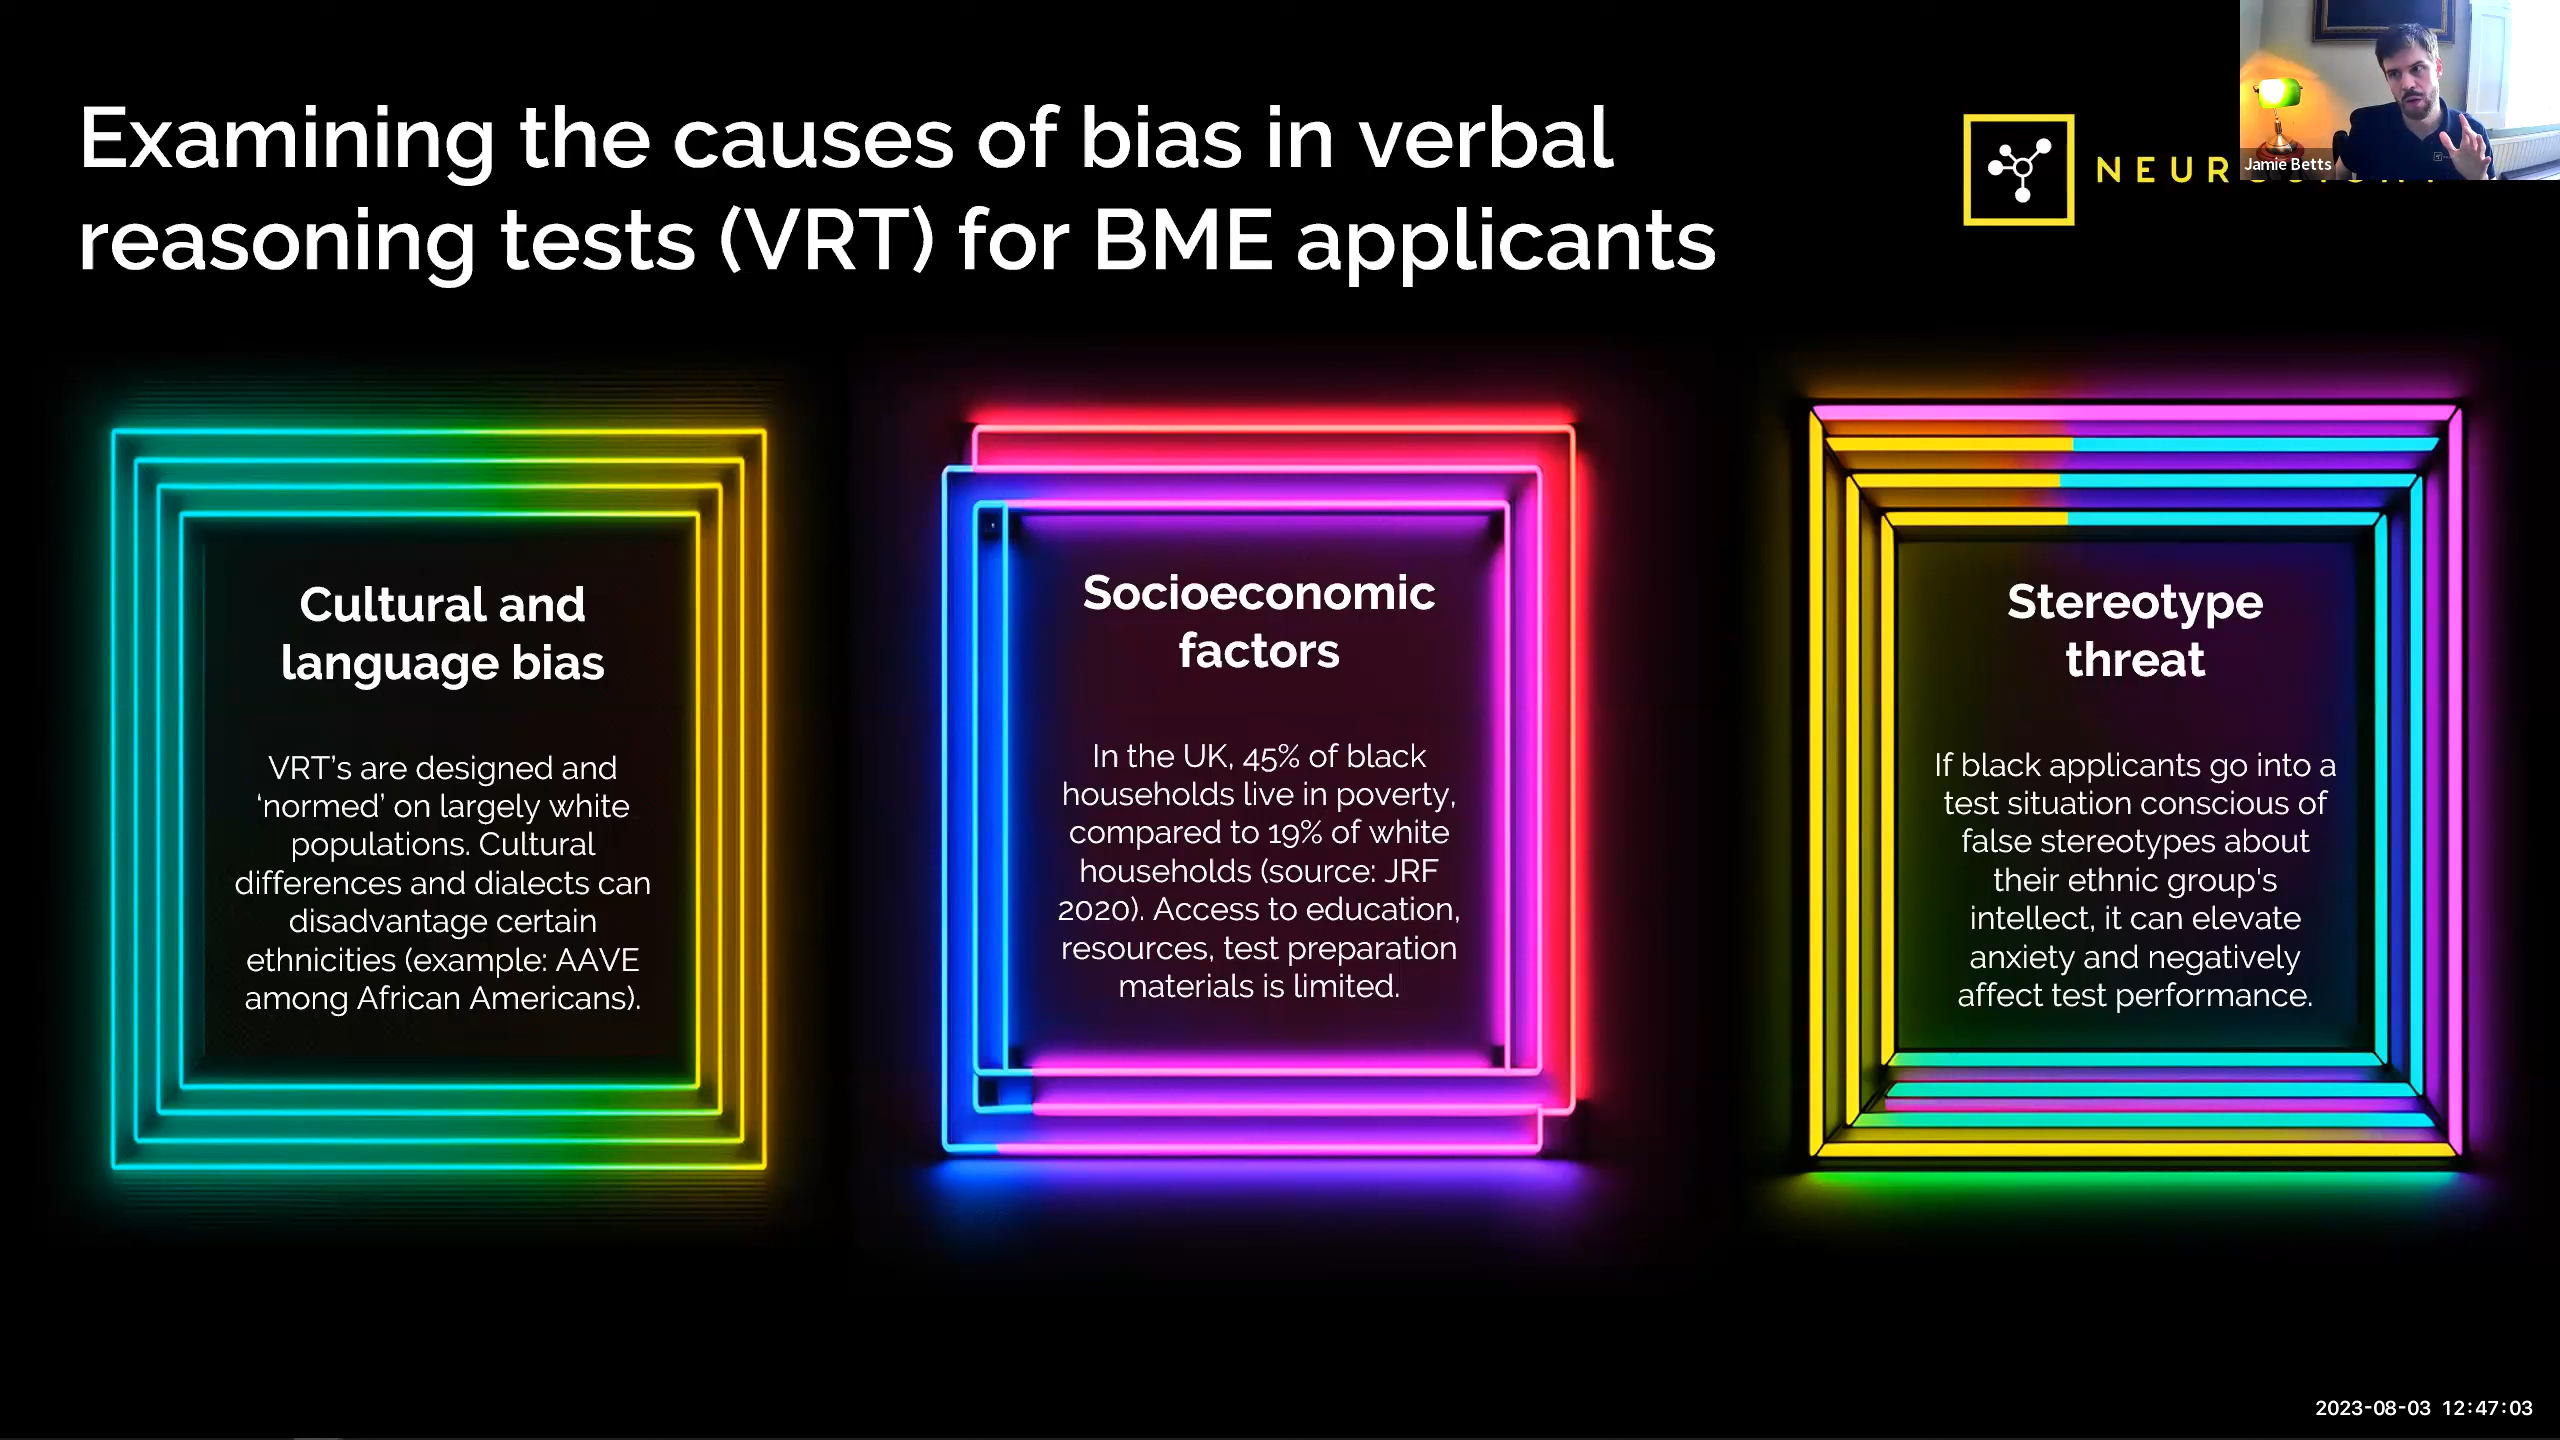 Examining the causes of bias in verbal
reasoning tests (VRT) for BME applicants
Jamie Betts
Cultural and
language bias
VRT's are designed and
‘normed’ on largely white
populations. Cultural
differences and dialects can
disadvantage certain
ethnicities (example: AAVE
among African Americans).
Socioeconomic
factors
In the UK, 45% of black
households live in poverty,
compared to 19% of white
households (source: JRF
2020). Access to education,
resources, test preparation
materials is limited.
Stereotype
threat
If black applicants go into a
test situation conscious of
false stereotypes about
their ethnic group's
intellect, it can elevate
anxiety and negatively
affect test performance.
2023-08-03 12:47:03